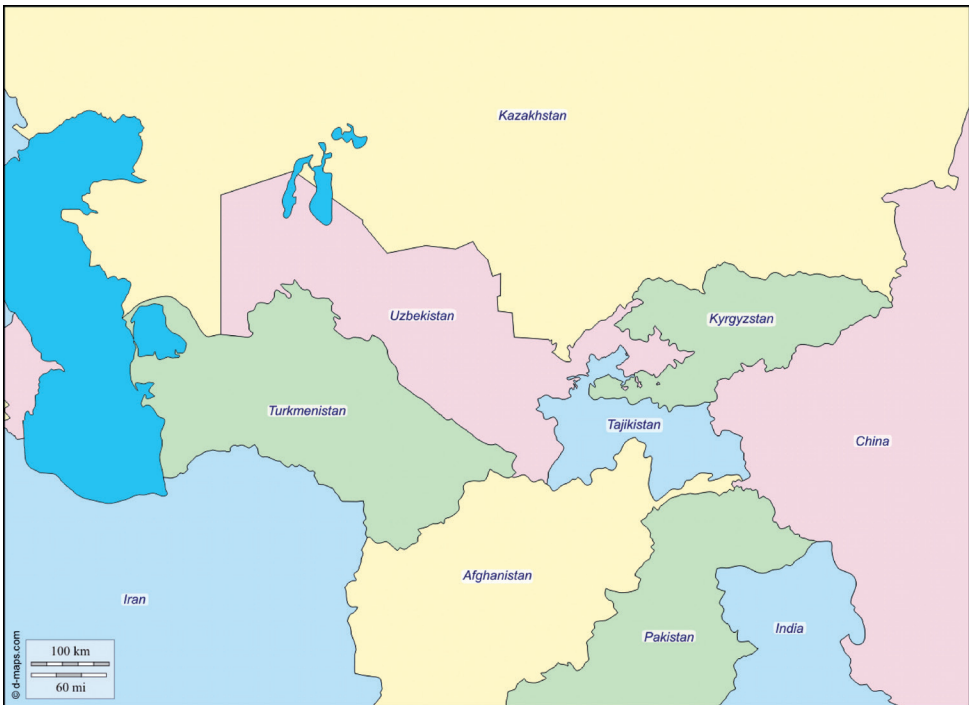 Kazakhstan
Uzbekistan
Kyrgyzstan
Turkmenistan
Tajikistan
China
Afghanistan
Iran
Pakistan
India
100 km
60 mi
© d-maps.com